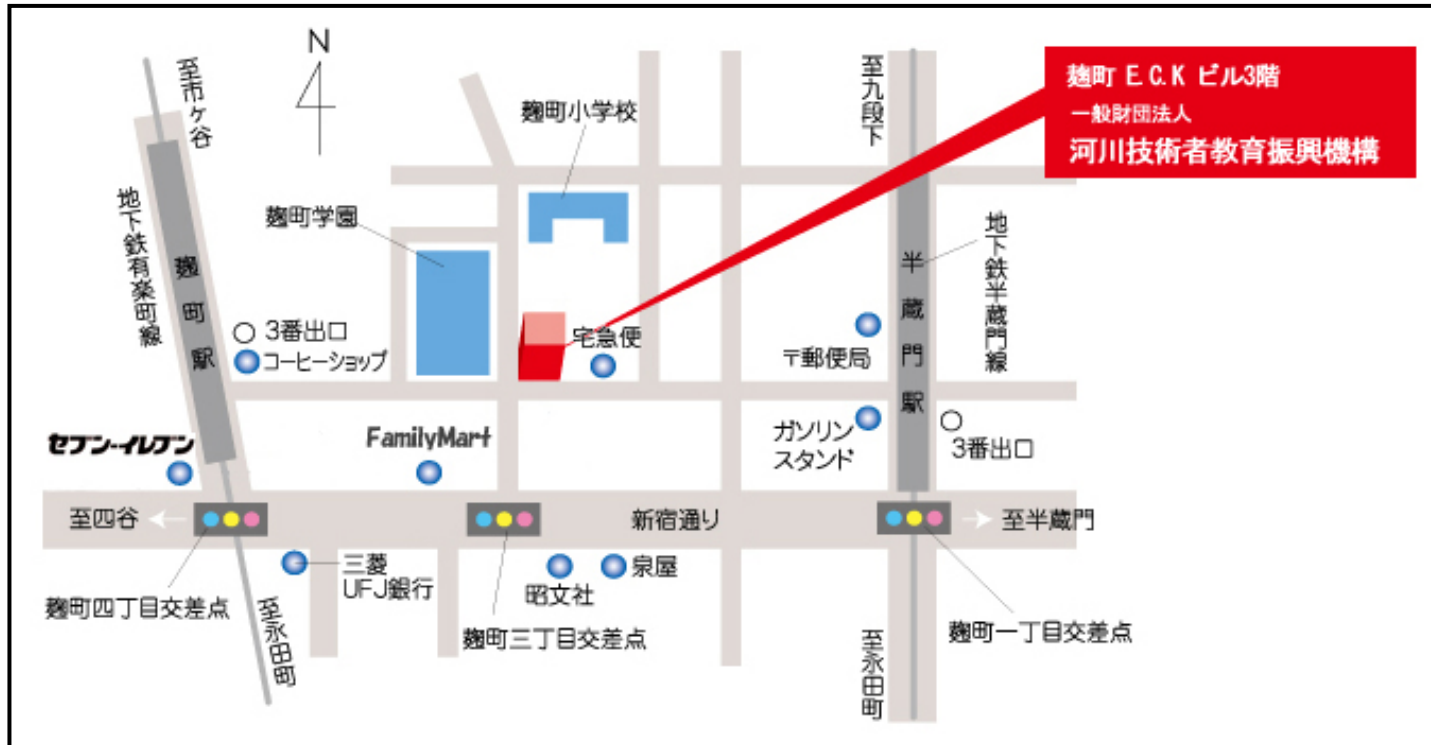 N
麹町 E.C.K ビル3階
一般財団法人
河川技術者教育振興機構
至市ヶ谷
地下鉄有楽町線
麹町駅
麹町小学校
麹町学園
至九段下
地下鉄半蔵門線
半蔵門駅
3番出口
コーヒーショップ
宅急便
〒郵便局
セブン-イレブン
FamilyMart
ガソリン
スタンド
3番出口
至四谷
新宿通り
至半蔵門
三菱
UFJ銀行
昭文社
泉屋
麹町四丁目交差点
至永田町
麹町三丁目交差点
至永田町
麹町一丁目交差点